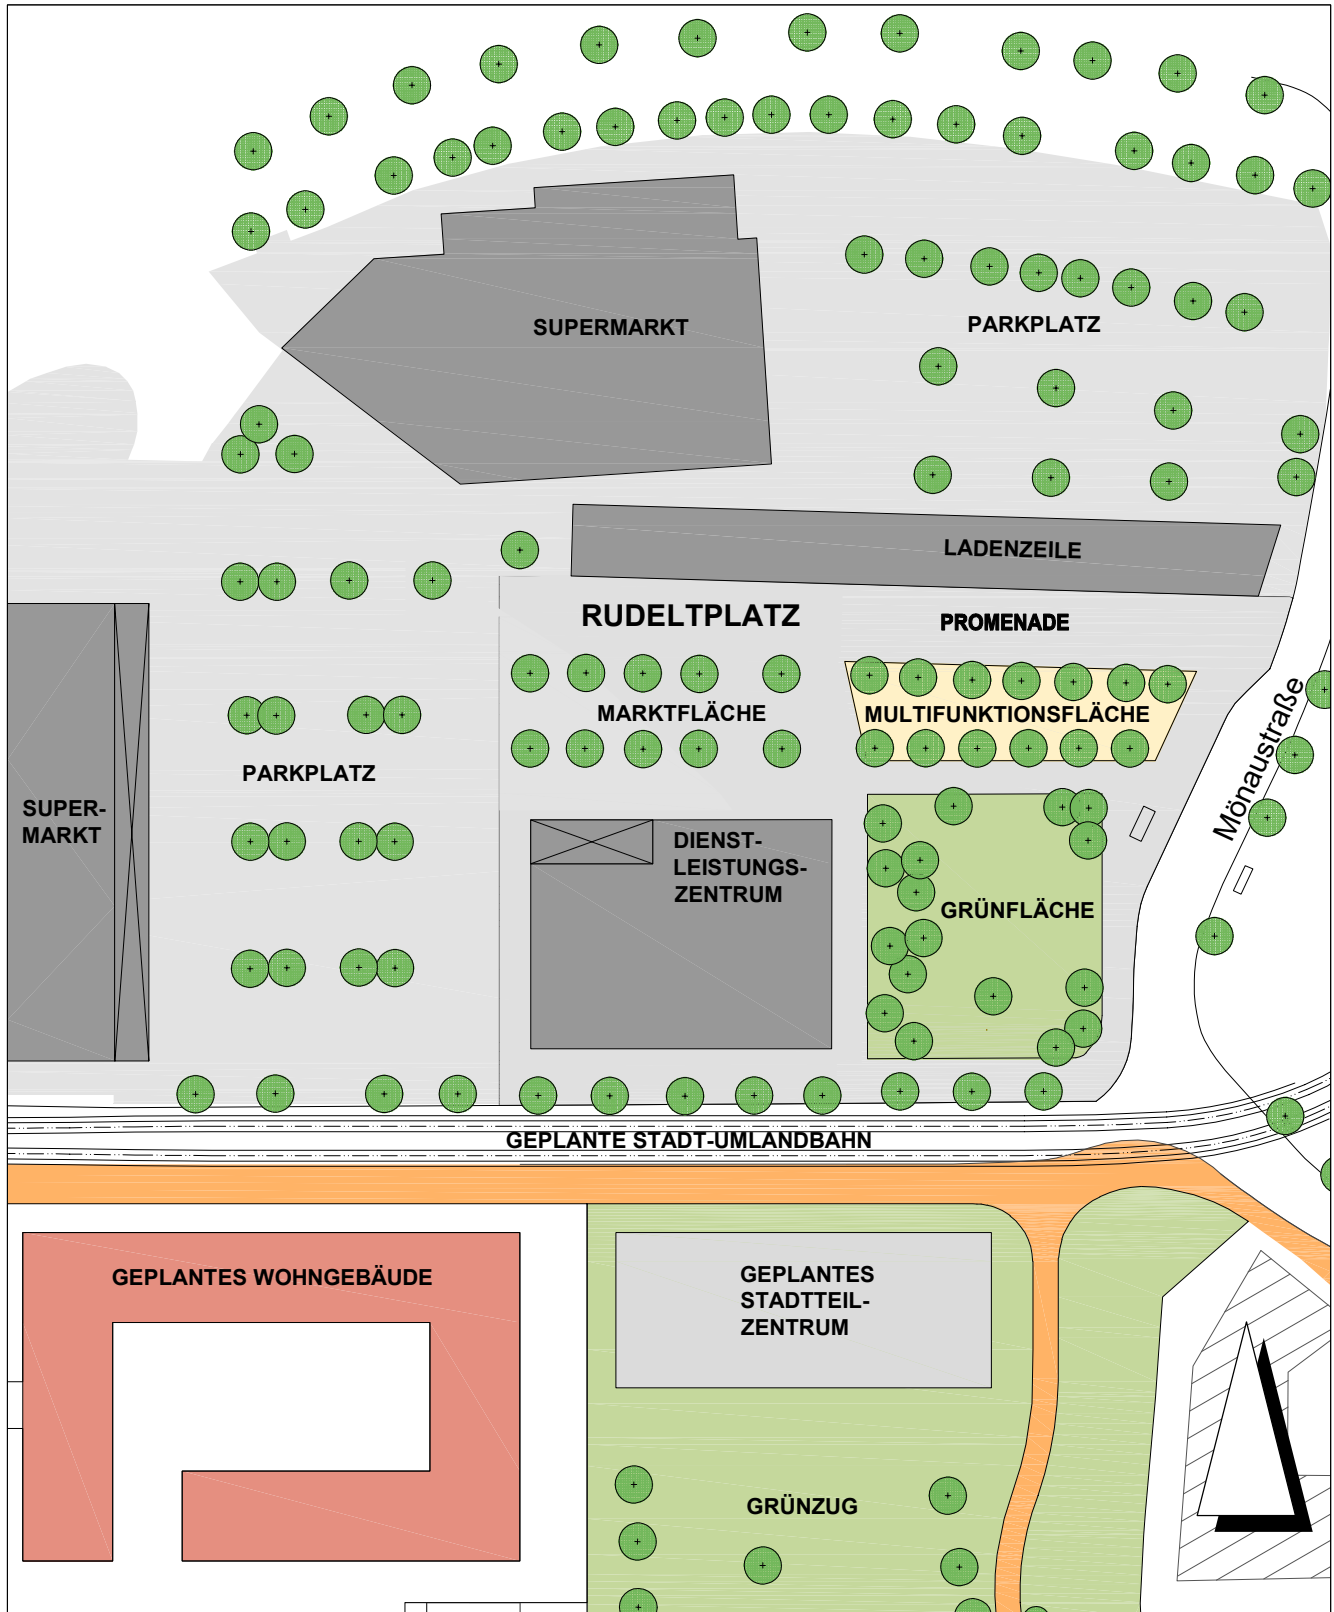 SUPERMARKT
PARKPLATZ
LADENZEILE
RUDELTPLATZ
PROMENADE
MARKTFLÄCHE
MULTIFUNKTIONSFLÄCHE
Mönaustraße
PARKPLATZ
SUPER-
MARKT
DIENST-
LEISTUNGS-
ZENTRUM
GRÜNFLÄCHE
GEPLANTE STADT-UMLANDBAHN
GEPLANTES WOHNGEBÄUDE
GEPLANTES
STADTTEIL-
ZENTRUM
GRÜNZUG